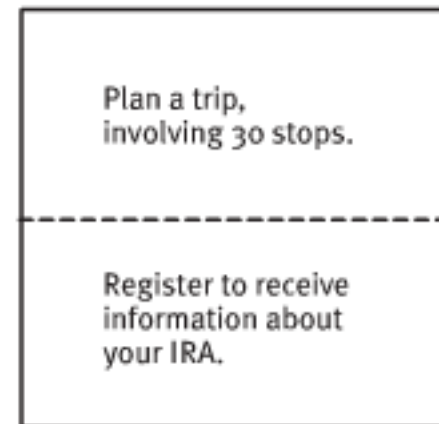 Plan a trip,
involving 30 stops.
Register to receive
information about
your IRA.